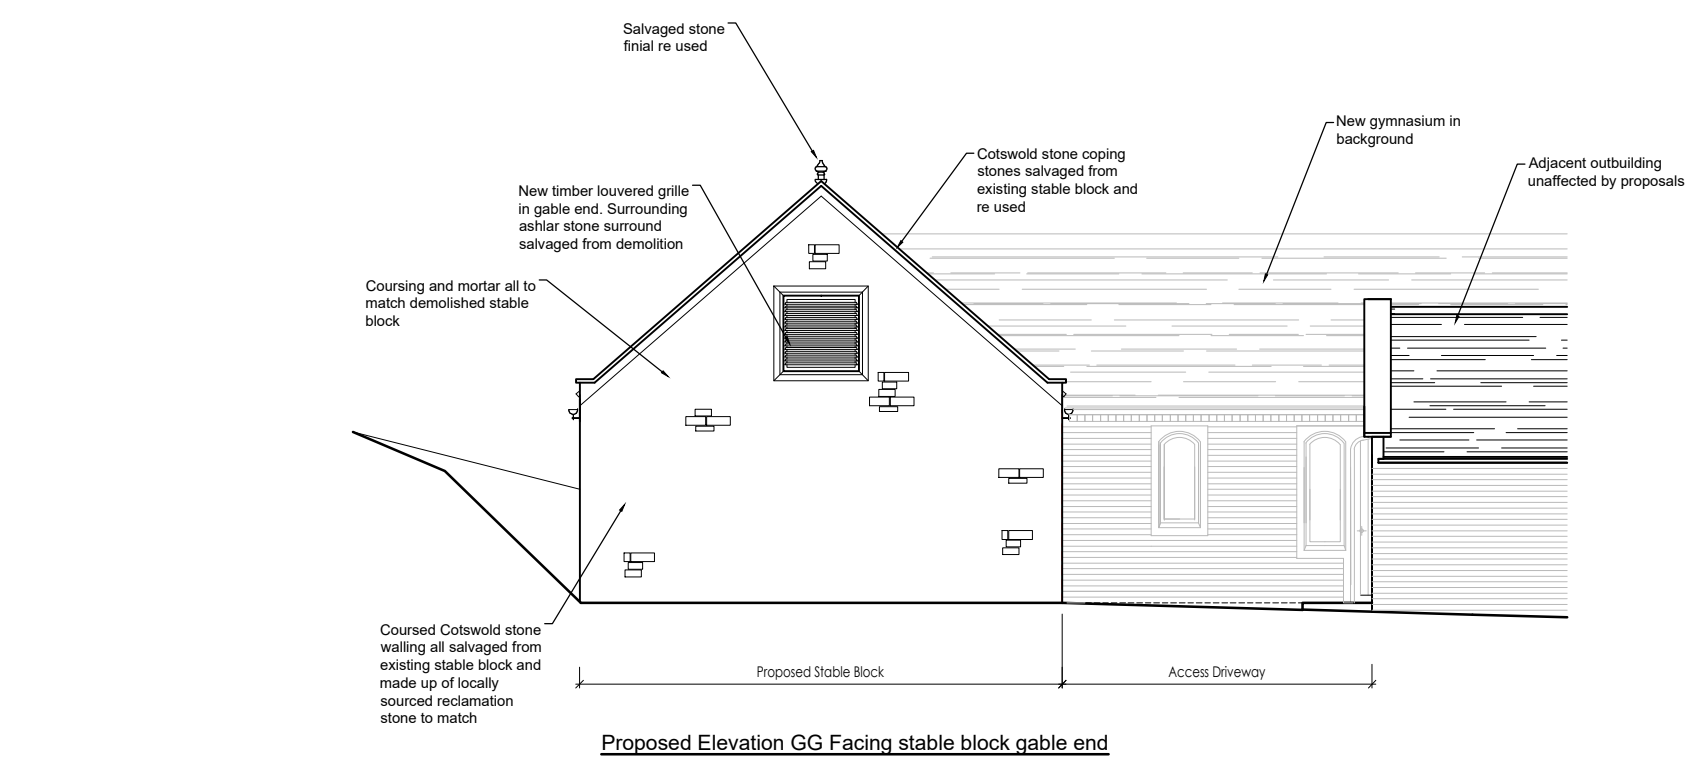 Salvaged stone
finial re used
New gymnasium in
background
Cotswold stone coping
stones salvaged from
existing stable block and
re used
Adjacent outbuilding
unaffected by proposals
New timber louvered grille
in gable end. Surrounding
ashlar stone surround
salvaged from demolition
Coursing and mortar all to
match demolished stable
block
Coursed Cotswold stone
walling all salvaged from
existing stable block and
made up of locally
sourced reclamation
stone to match
Proposed Stable Block
Access Driveway
Proposed Elevation GG Facing stable block gable end